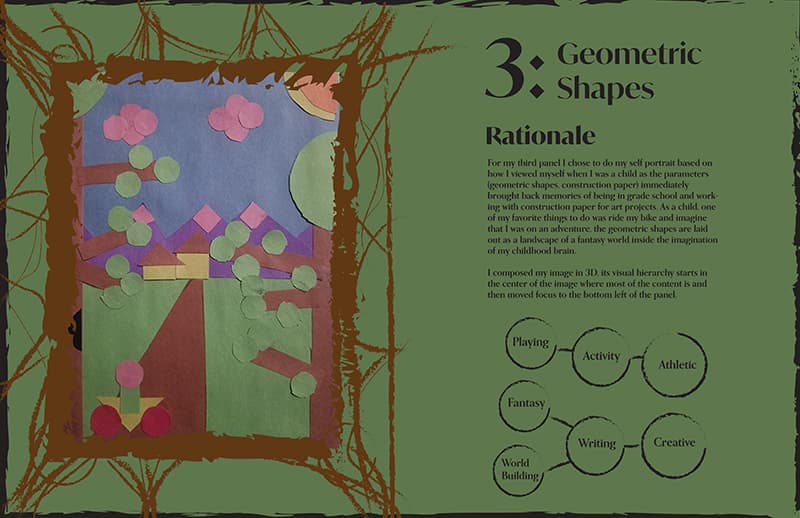 3: Geometric
Shapes
Rationale
For my third panel I chose to do my self portrait based on
how I viewed myself when I was a child as the parameters
(geometric shapes, construction paper) immediately
brought back memories of being in grade school and work-
ing with construction paper for art projects. As a child, one
of my favorite things to do was ride my bike and imagine
that I was on an adventure, the geometric shapes are laid
out as a landscape of a fantasy world inside the imagination
of my childhood brain.
I composed my image in 3D, its visual hierarchy starts in
the center of the image where most of the content is and
then moved focus to the bottom left of the panel.
Playing
Activity
Athletic
Fantasy
Writing
Creative
World
Building